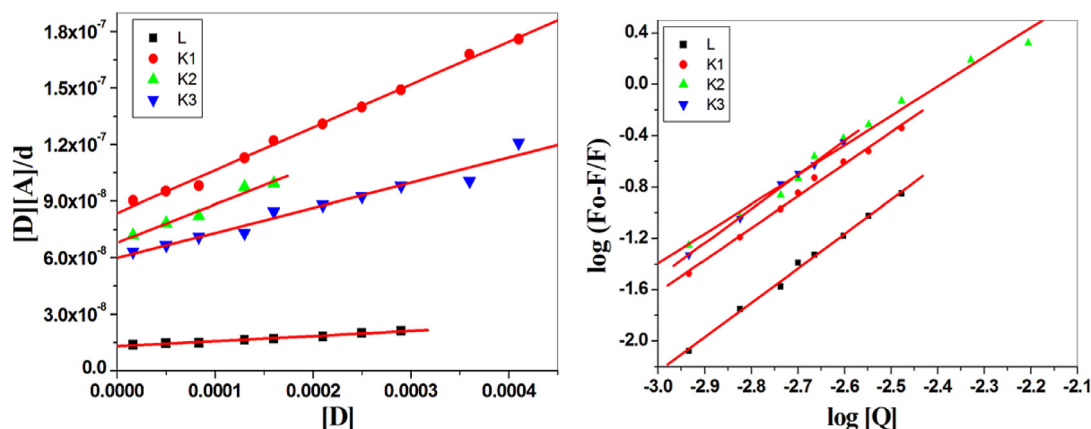 L
K1
K2
K3
[D][A]/d
1.8x10⁻⁷
1.5x10⁻⁷
1.2x10⁻⁷
9.0x10⁻⁸
6.0x10⁻⁸
3.0x10⁻⁸
0.0
0.0000 0.0001 0.0002 0.0003 0.0004
[D]
L
K1
K2
K3
log (Fo-F/F)
0.4
0.0
-0.4
-0.8
-1.2
-1.6
-2.0
-3.0 -2.9 -2.8 -2.7 -2.6 -2.5 -2.4 -2.3 -2.2 -2.1
log [Q]